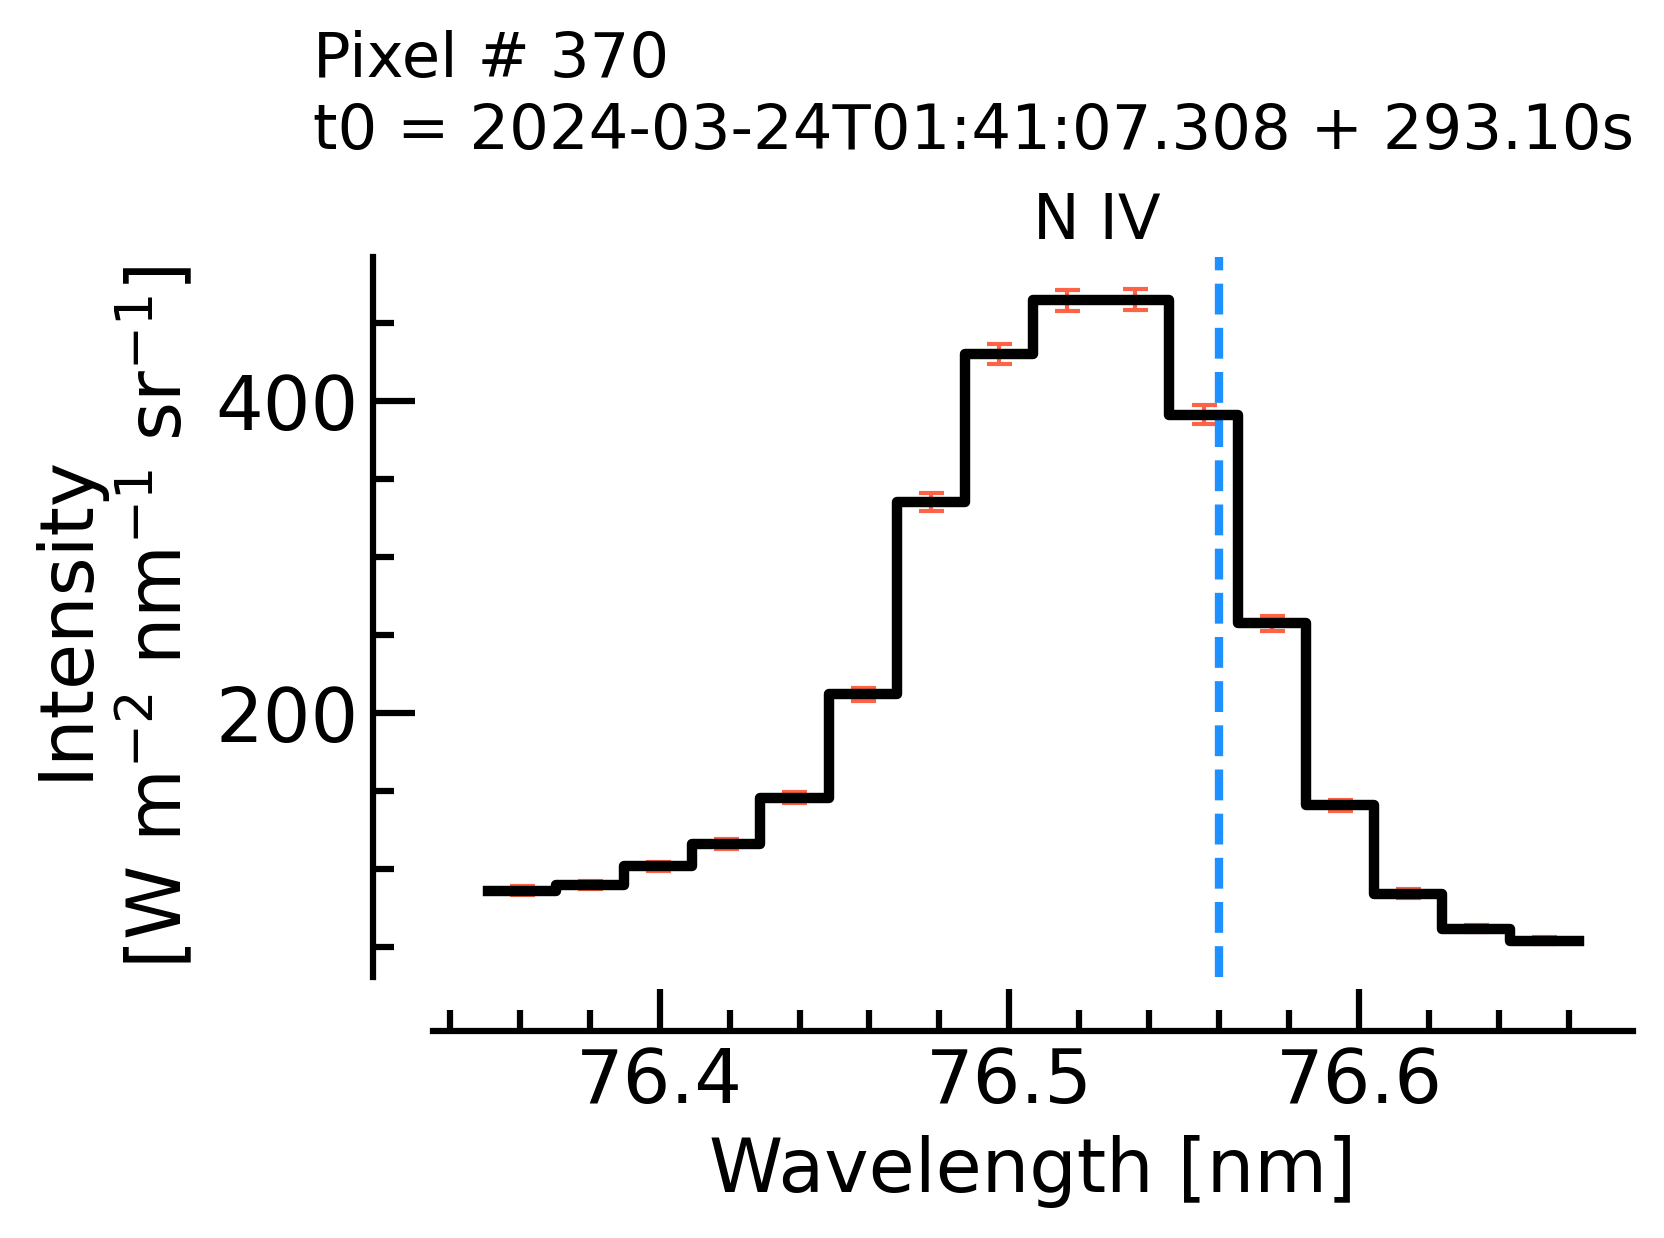 Pixel # 370
t0 = 2024-03-24T01:41:07.308 + 293.10s
N IV
Intensity
[W m⁻² nm⁻¹ sr⁻¹]
400
200
76.4 76.5 76.6
Wavelength [nm]